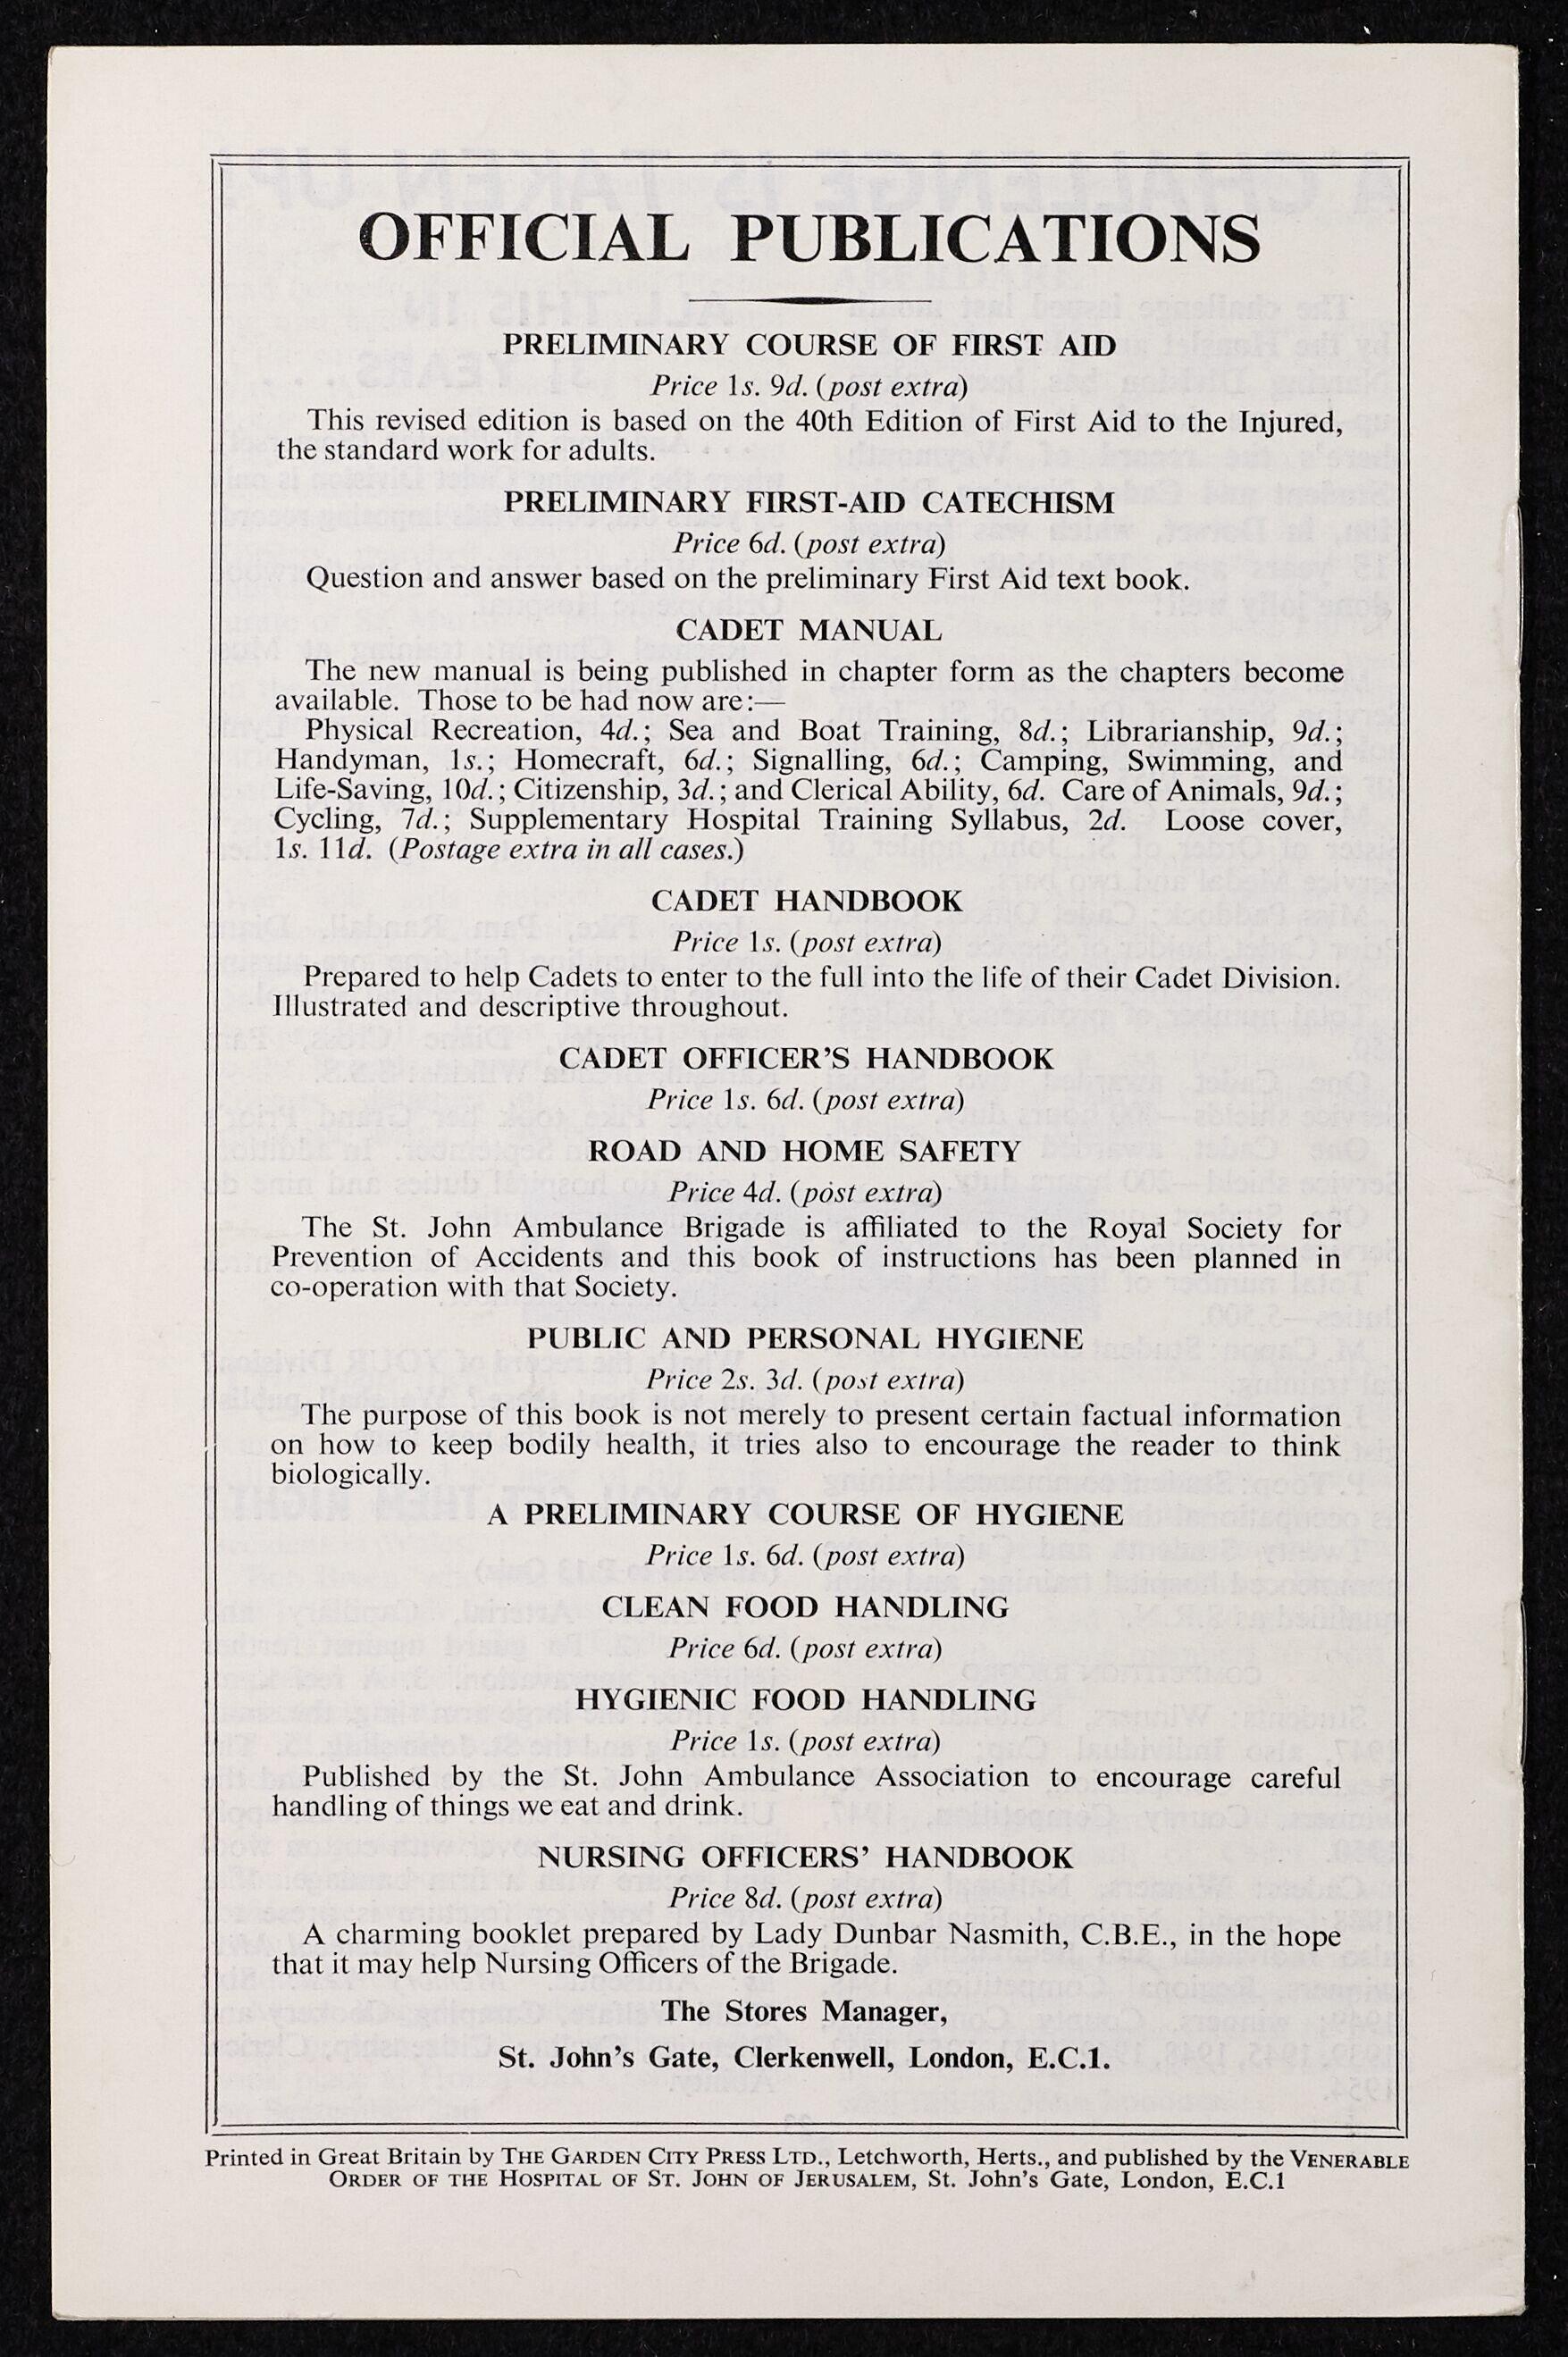 OFFICIAL PUBLICATIONS
PRELIMINARY COURSE OF FIRST AID
Price 1s. 9d. (post extra)
This revised edition is based on the 40th Edition of First Aid to the Injured,
the standard work for adults.
PRELIMINARY FIRST-AID CATECHISM
Price 6d. (post extra)
Question and answer based on the preliminary First Aid text book.
CADET MANUAL
The new manual is being published in chapter form as the chapters become
available. Those to be had now are:—
Physical Recreation, 4d.; Sea and Boat Training, 8d.; Librarianship, 9d.;
Handyman, 1s.; Homecraft, 6d.; Signalling, 6d.; Camping, Swimming, and
Life-Saving, 10d.; Citizenship, 3d.; and Clerical Ability, 6d. Care of Animals, 9d.;
Cycling, 7d.; Supplementary Hospital Training Syllabus, 2d. Loose cover,
1s. 11d. (Postage extra in all cases.)
CADET HANDBOOK
Price 1s. (post extra)
Prepared to help Cadets to enter to the full into the life of their Cadet Division.
Illustrated and descriptive throughout.
CADET OFFICER'S HANDBOOK
Price 1s. 6d. (post extra)
ROAD AND HOME SAFETY
Price 4d. (post extra)
The St. John Ambulance Brigade is affiliated to the Royal Society for
Prevention of Accidents and this book of instructions has been planned in
co-operation with that Society.
PUBLIC AND PERSONAL HYGIENE
Price 2s. 3d. (post extra)
The purpose of this book is not merely to present certain factual information
on how to keep bodily health, it tries also to encourage the reader to think
biologically.
A PRELIMINARY COURSE OF HYGIENE
Price 1s. 6d. (post extra)
CLEAN FOOD HANDLING
Price 6d. (post extra)
HYGIENIC FOOD HANDLING
Price 1s. (post extra)
Published by the St. John Ambulance Association to encourage careful
handling of things we eat and drink.
NURSING OFFICERS' HANDBOOK
Price 8d. (post extra)
A charming booklet prepared by Lady Dunbar Nasmith, C.B.E., in the hope
that it may help Nursing Officers of the Brigade.
The Stores Manager,
St. John's Gate, Clerkenwell, London, E.C.1.
Printed in Great Britain by THE GARDEN CITY PRESS LTD., Letchworth, Herts., and published by the VENERABLE
ORDER OF THE HOSPITAL OF ST. JOHN OF JERUSALEM, St. John's Gate, London, E.C.1